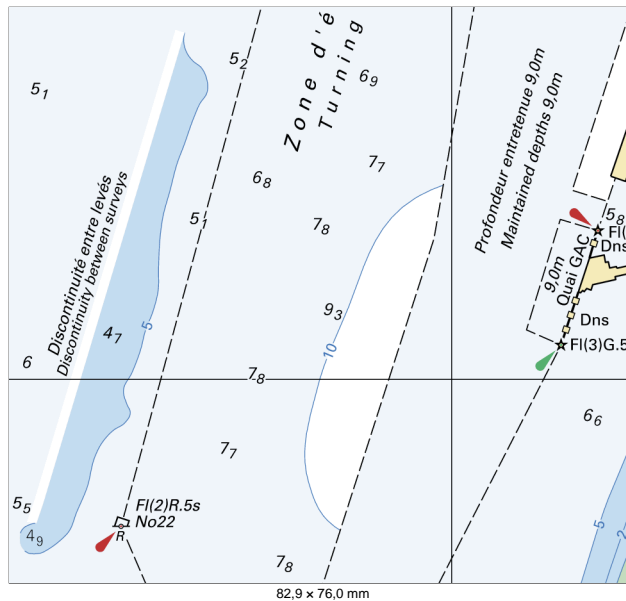 5₂
5₁
6₉
Zone d'é
Turning
7₇
6₈
5₁
7₈
Profondeur entretenue 9,0m
Maintained depths 9,0m
5₈
Fl(
Dns
9,0m
Quai GAC
Dns
Fl(3)G.5
Discontinuité entre levés
Discontinuity between surveys
4₇
5
9₃
10
6
7₈
6₆
7₇
5₅
4₉
Fl(2)R.5s
No22
R
7₈
5
2
82,9 × 76,0 mm